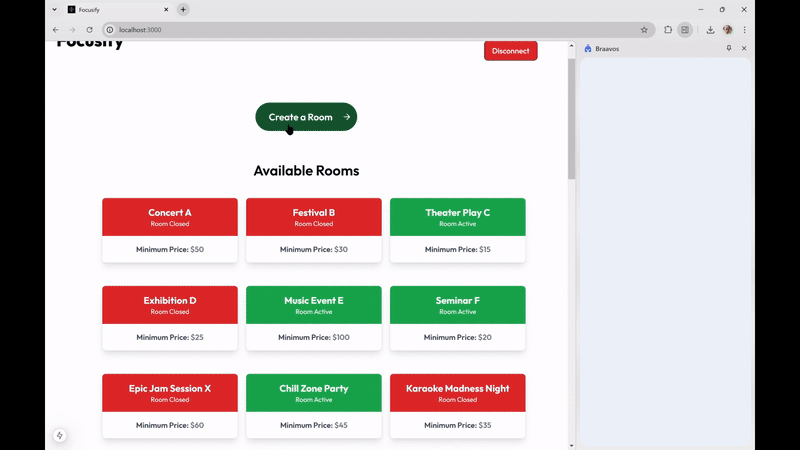 Focusify
localhost:3000
Braavos
Focusify
Disconnect
Create a Room
Available Rooms
Concert A
Room Closed
Minimum Price: $50
Festival B
Room Closed
Minimum Price: $30
Theater Play C
Room Active
Minimum Price: $15
Exhibition D
Room Closed
Minimum Price: $25
Music Event E
Room Active
Minimum Price: $100
Seminar F
Room Active
Minimum Price: $20
Epic Jam Session X
Room Closed
Minimum Price: $60
Chill Zone Party
Room Active
Minimum Price: $45
Karaoke Madness Night
Room Closed
Minimum Price: $35